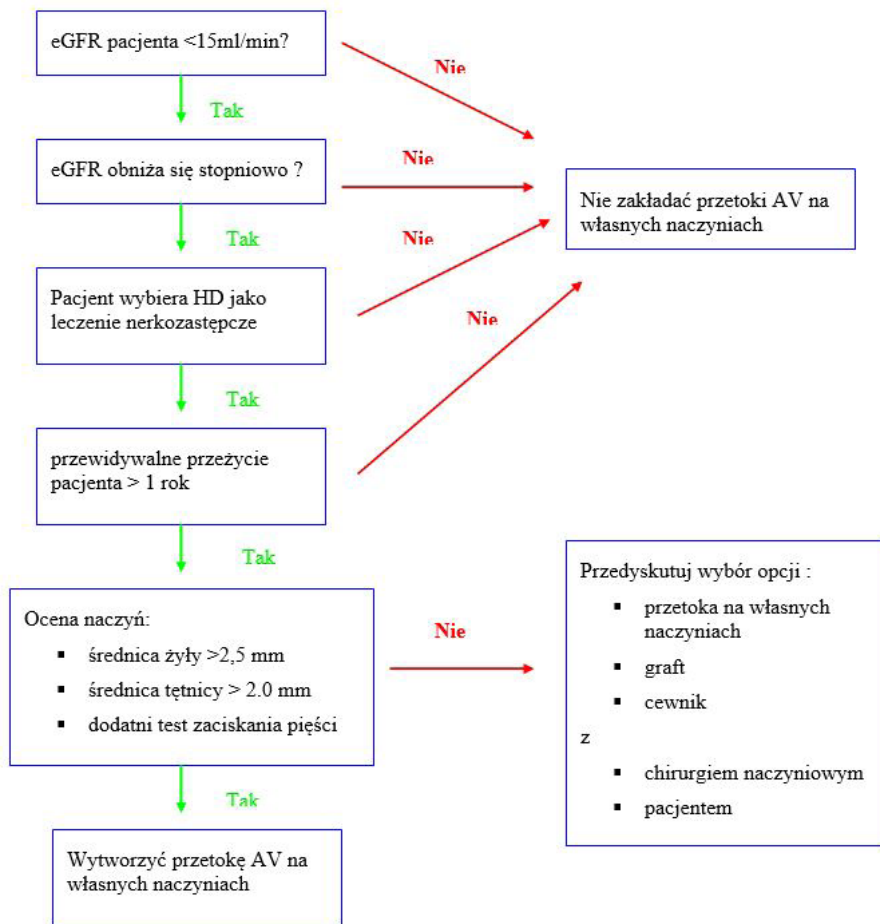 eGFR pacjenta <15ml/min?
Nie
Tak
eGFR obniża się stopniowo ?
Nie
Nie zakładać przetoki AV na
własnych naczyniach
Tak
Nie
Pacjent wybiera HD jako
leczenie nerkozastępcze
Nie
Tak
przewidywalne przeżycie
pacjenta > 1 rok
Tak
Ocena naczyń:
▪ średnica żyły >2,5 mm
▪ średnica tętnicy > 2.0 mm
▪ dodatni test zaciskania pięści
Nie
Przedyskutuj wybór opcji :
▪ przetoka na własnych
naczyniach
▪ graft
▪ cewnik
z
▪ chirurgiem naczyniowym
▪ pacjentem
Tak
Wytworzyć przetokę AV na
własnych naczyniach